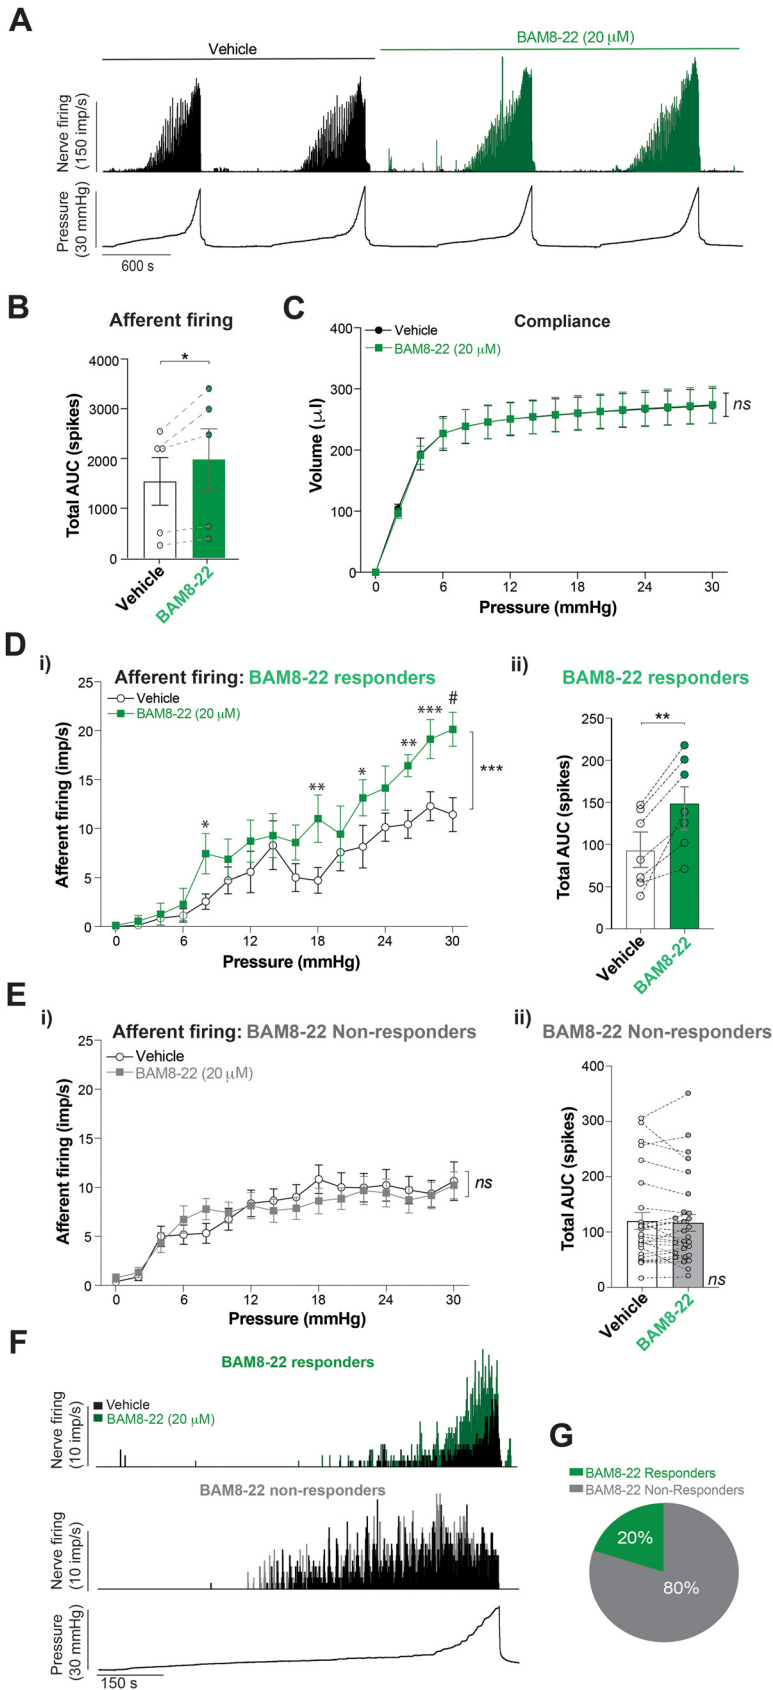 A
Vehicle
BAM8-22 (20 μM)
Nerve firing
(150 imp/s)
Pressure
(30 mmHg)
600 s
B
Afferent firing
Total AUC (spikes)
4000
3000
2000
1000
0
*
Vehicle
BAM8-22
C
Compliance
Vehicle
BAM8-22 (20 μM)
Volume (μl)
400
300
200
100
0
ns
0 6 12 18 24 30
Pressure (mmHg)
D
i)
Afferent firing: BAM8-22 responders
Vehicle
BAM8-22 (20 μM)
Afferent firing (imp/s)
25
20
15
10
5
0
* ** * ** *** #
***
0 6 12 18 24 30
Pressure (mmHg)
ii)
BAM8-22 responders
Total AUC (spikes)
250
200
150
100
50
0
**
Vehicle
BAM8-22
E
i)
Afferent firing: BAM8-22 Non-responders
Vehicle
BAM8-22 (20 μM)
Afferent firing (imp/s)
25
20
15
10
5
0
ns
0 6 12 18 24 30
Pressure (mmHg)
ii)
BAM8-22 Non-responders
Total AUC (spikes)
400
300
200
100
0
ns
Vehicle
BAM8-22
F
BAM8-22 responders
Vehicle
BAM8-22 (20 μM)
Nerve firing
(10 imp/s)
BAM8-22 non-responders
Nerve firing
(10 imp/s)
Pressure
(30 mmHg)
150 s
G
BAM8-22 Responders
BAM8-22 Non-Responders
20%
80%